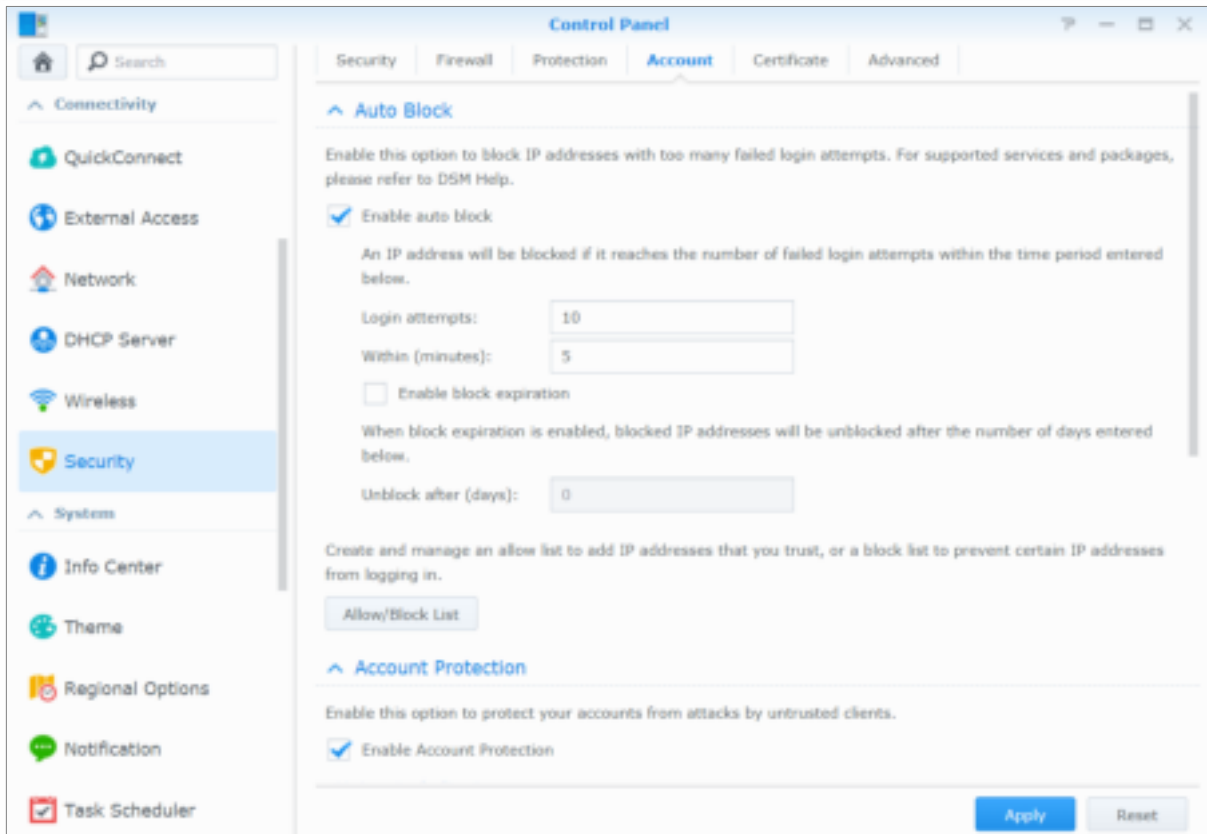 Control Panel
Search
Connectivity
QuickConnect
External Access
Network
DHCP Server
Wireless
Security
System
Info Center
Theme
Regional Options
Notification
Task Scheduler
Security Firewall Protection Account Certificate Advanced
Auto Block
Enable this option to block IP addresses with too many failed login attempts. For supported services and packages,
please refer to DSM Help.
Enable auto block
An IP address will be blocked if it reaches the number of failed login attempts within the time period entered
below.
Login attempts: 10
Within (minutes): 5
Enable block expiration
When block expiration is enabled, blocked IP addresses will be unblocked after the number of days entered
below.
Unblock after (days): 0
Create and manage an allow list to add IP addresses that you trust, or a block list to prevent certain IP addresses
from logging in.
Allow/Block List
Account Protection
Enable this option to protect your accounts from attacks by untrusted clients.
Enable Account Protection
Apply Reset